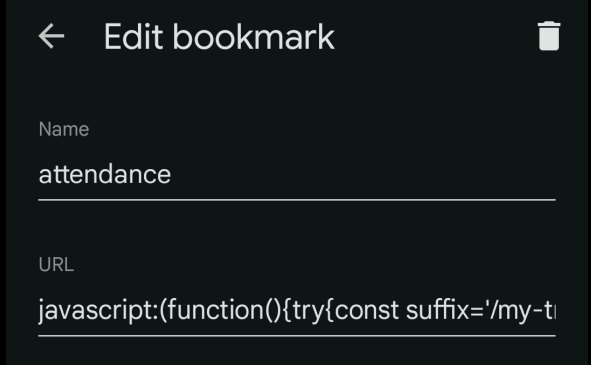 Edit bookmark
Name
attendance
URL
javascript:(function(){try{const suffix='/my-t